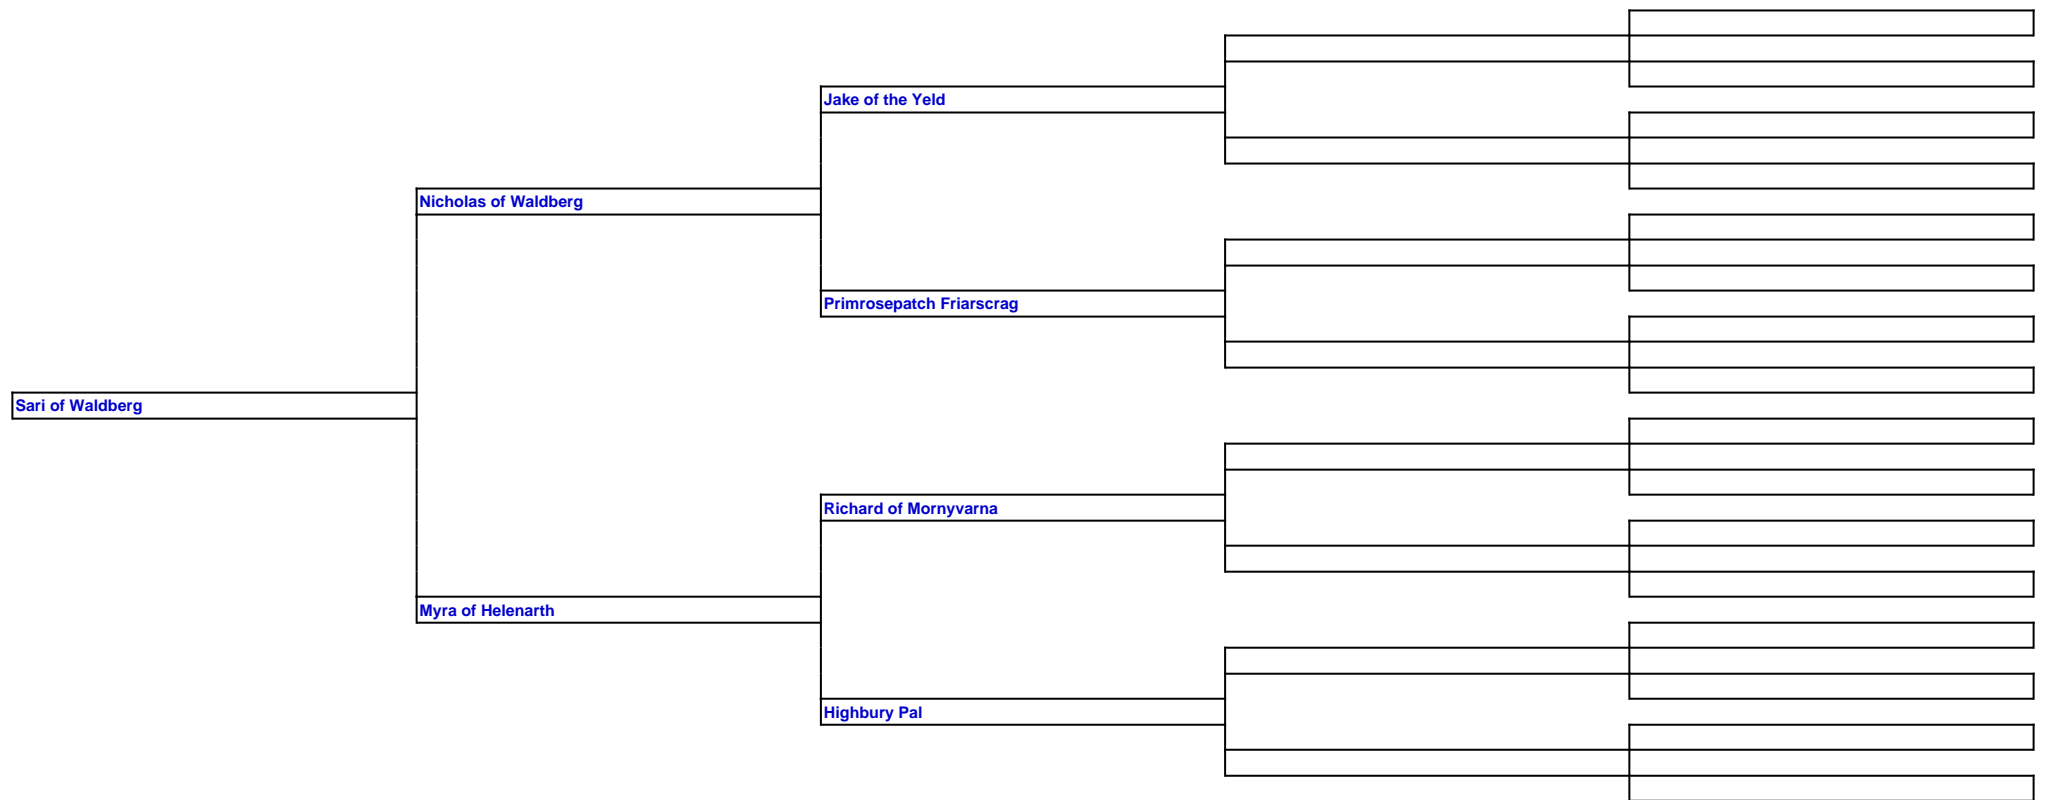 Jake of the Yeld
Nicholas of Waldberg
Primrosepatch Friarscrag
Sari of Waldberg
Richard of Mornyvarna
Myra of Helenarth
Highbury Pal